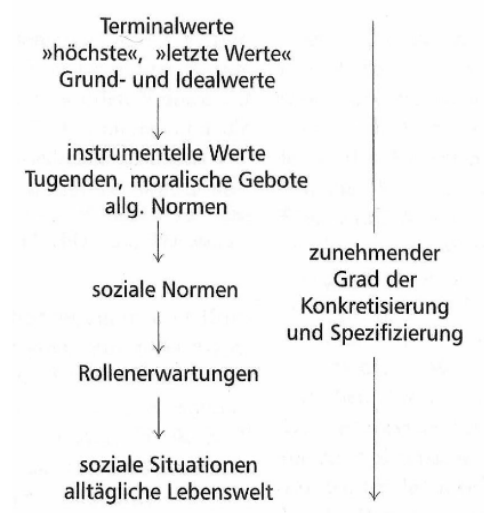 Terminalwerte
»höchste«, »letzte Werte«
Grund- und Idealwerte
instrumentelle Werte
Tugenden, moralische Gebote
allg. Normen
soziale Normen
Rollenerwartungen
soziale Situationen
alltägliche Lebenswelt
zunehmender
Grad der
Konkretisierung
und Spezifizierung